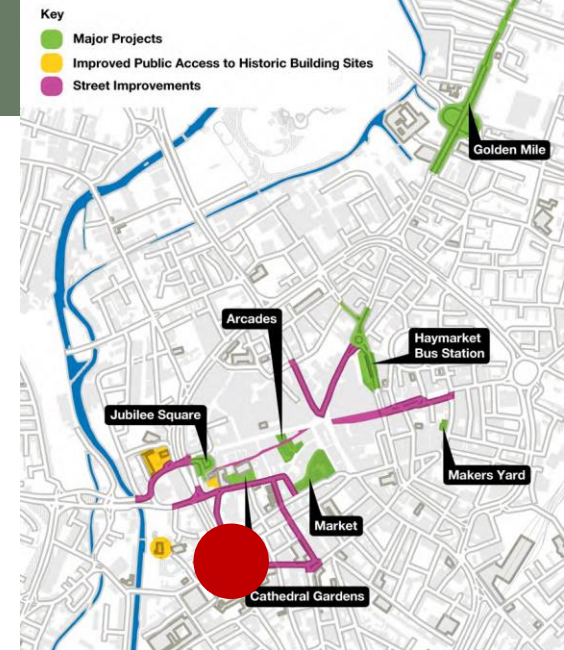 Key
Major Projects
Improved Public Access to Historic Building Sites
Street Improvements
Golden Mile
Arcades
Haymarket
Bus Station
Jubilee Square
Makers Yard
Market
Cathedral Gardens